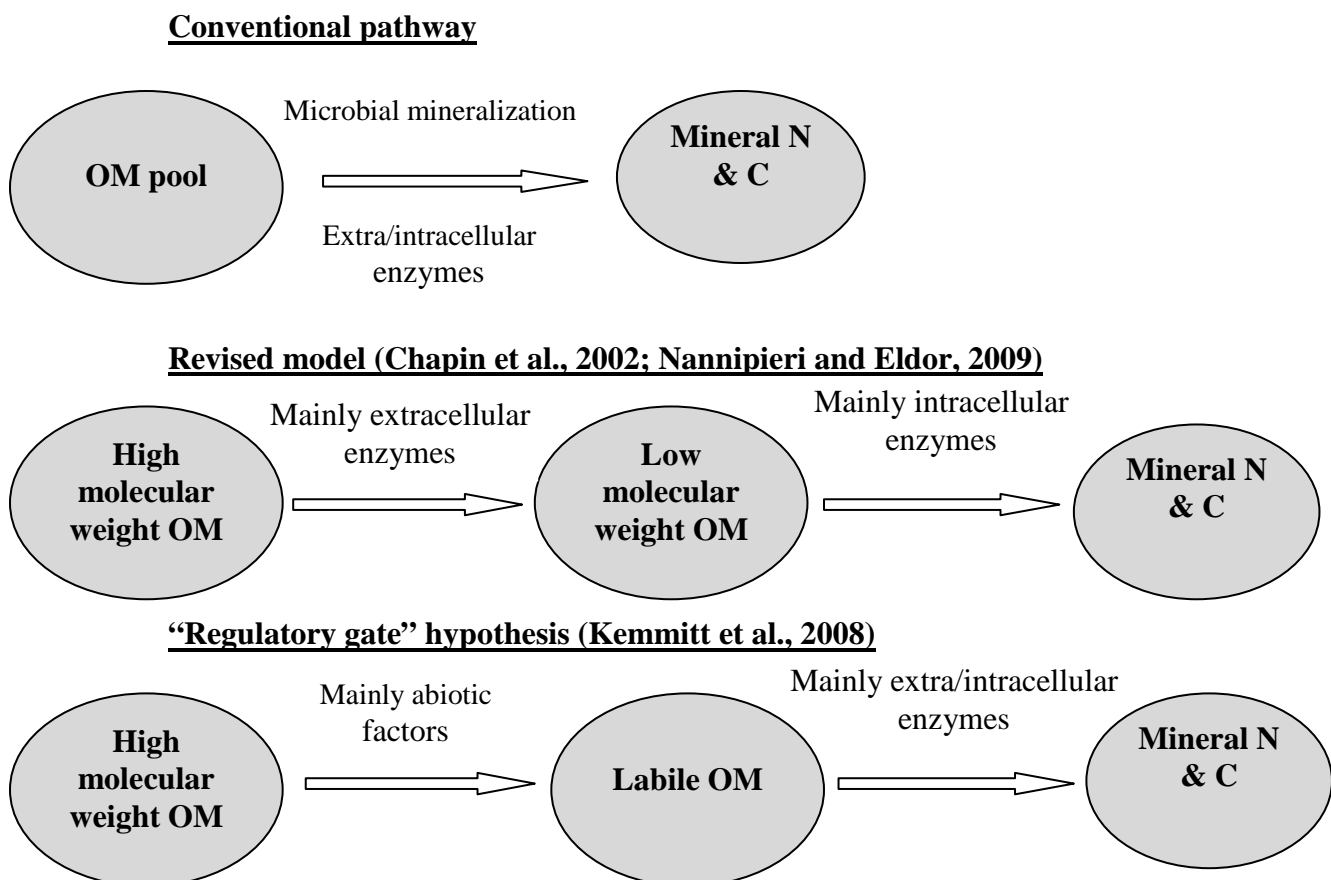 Conventional pathway
Microbial mineralization
OM pool
Mineral N
& C
Extra/intracellular
enzymes
Revised model (Chapin et al., 2002; Nannipieri and Eldor, 2009)
Mainly extracellular
enzymes
Mainly intracellular
enzymes
High
molecular
weight OM
Low
molecular
weight OM
Mineral N
& C
“Regulatory gate” hypothesis (Kemmitt et al., 2008)
Mainly abiotic
factors
Mainly extra/intracellular
enzymes
High
molecular
weight OM
Labile OM
Mineral N
& C